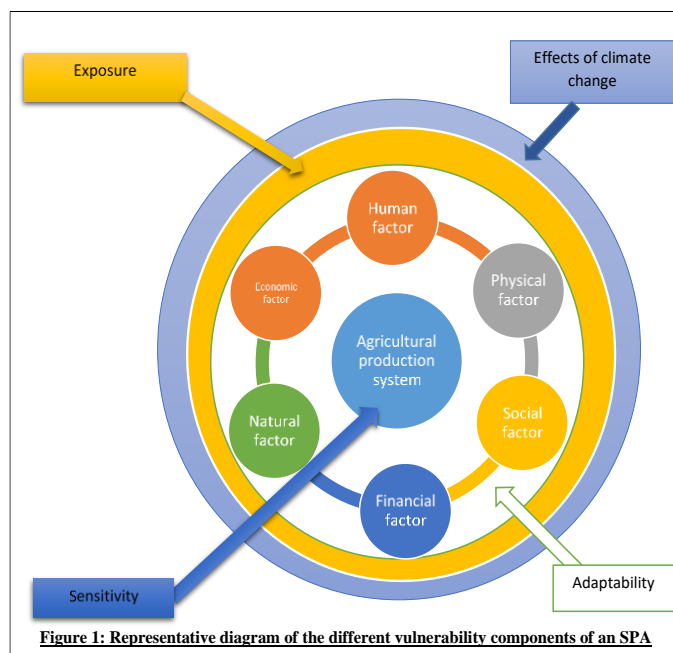 Exposure
Effects of climate
change
Human
factor
Economic
factor
Physical
factor
Agricultural
production
system
Natural
factor
Social
factor
Financial
factor
Sensitivity
Adaptability
Figure 1: Representative diagram of the different vulnerability components of an SPA